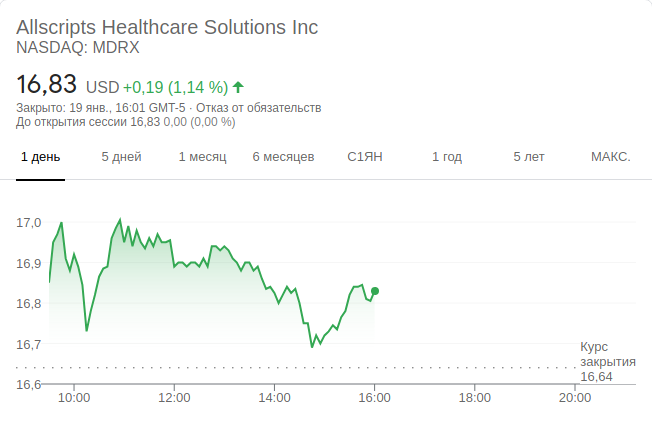 Allscripts Healthcare Solutions Inc
NASDAQ: MDRX
16,83 USD +0,19 (1,14 %)
Закрыто: 19 янв., 16:01 GMT-5 · Отказ от обязательств
До открытия сессии 16,83 0,00 (0,00 %)
1 день 5 дней 1 месяц 6 месяцев С1ЯН 1 год 5 лет МАКС.
17,0
16,9
16,8
16,7
Курс
закрытия
16,64
16,6
10:00 12:00 14:00 16:00 18:00 20:00